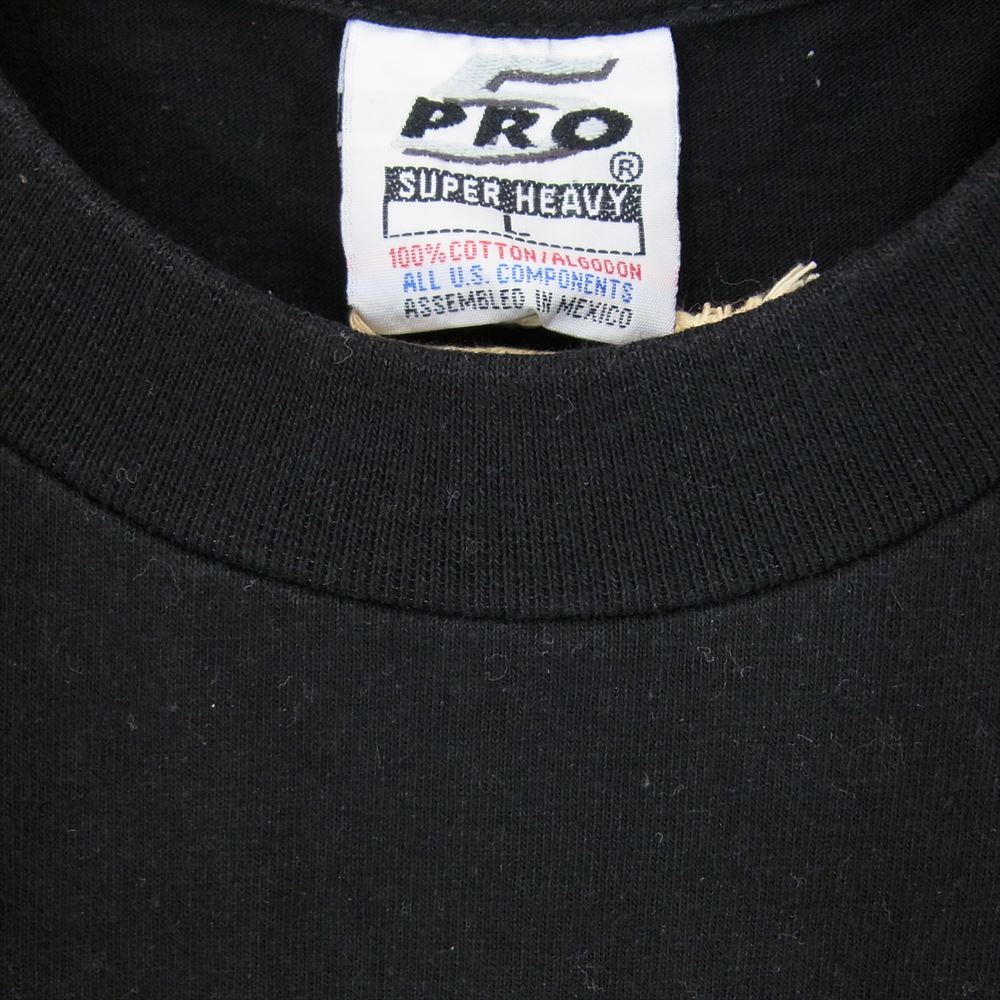 PRO
®
SUPER HEAVY
L
100% COTTON/ALGODON
ALL U.S. COMPONENTS
ASSEMBLED IN MEXICO